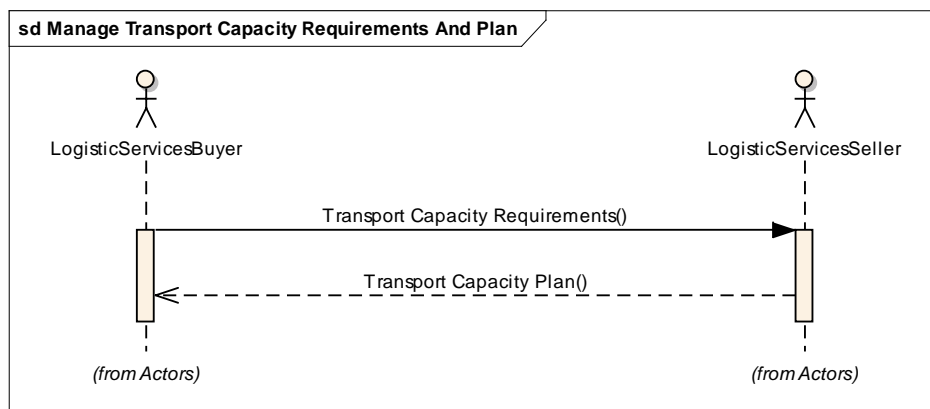 sd Manage Transport Capacity Requirements And Plan
LogisticServicesBuyer
LogisticServicesSeller
Transport Capacity Requirements()
Transport Capacity Plan()
(from Actors)
(from Actors)